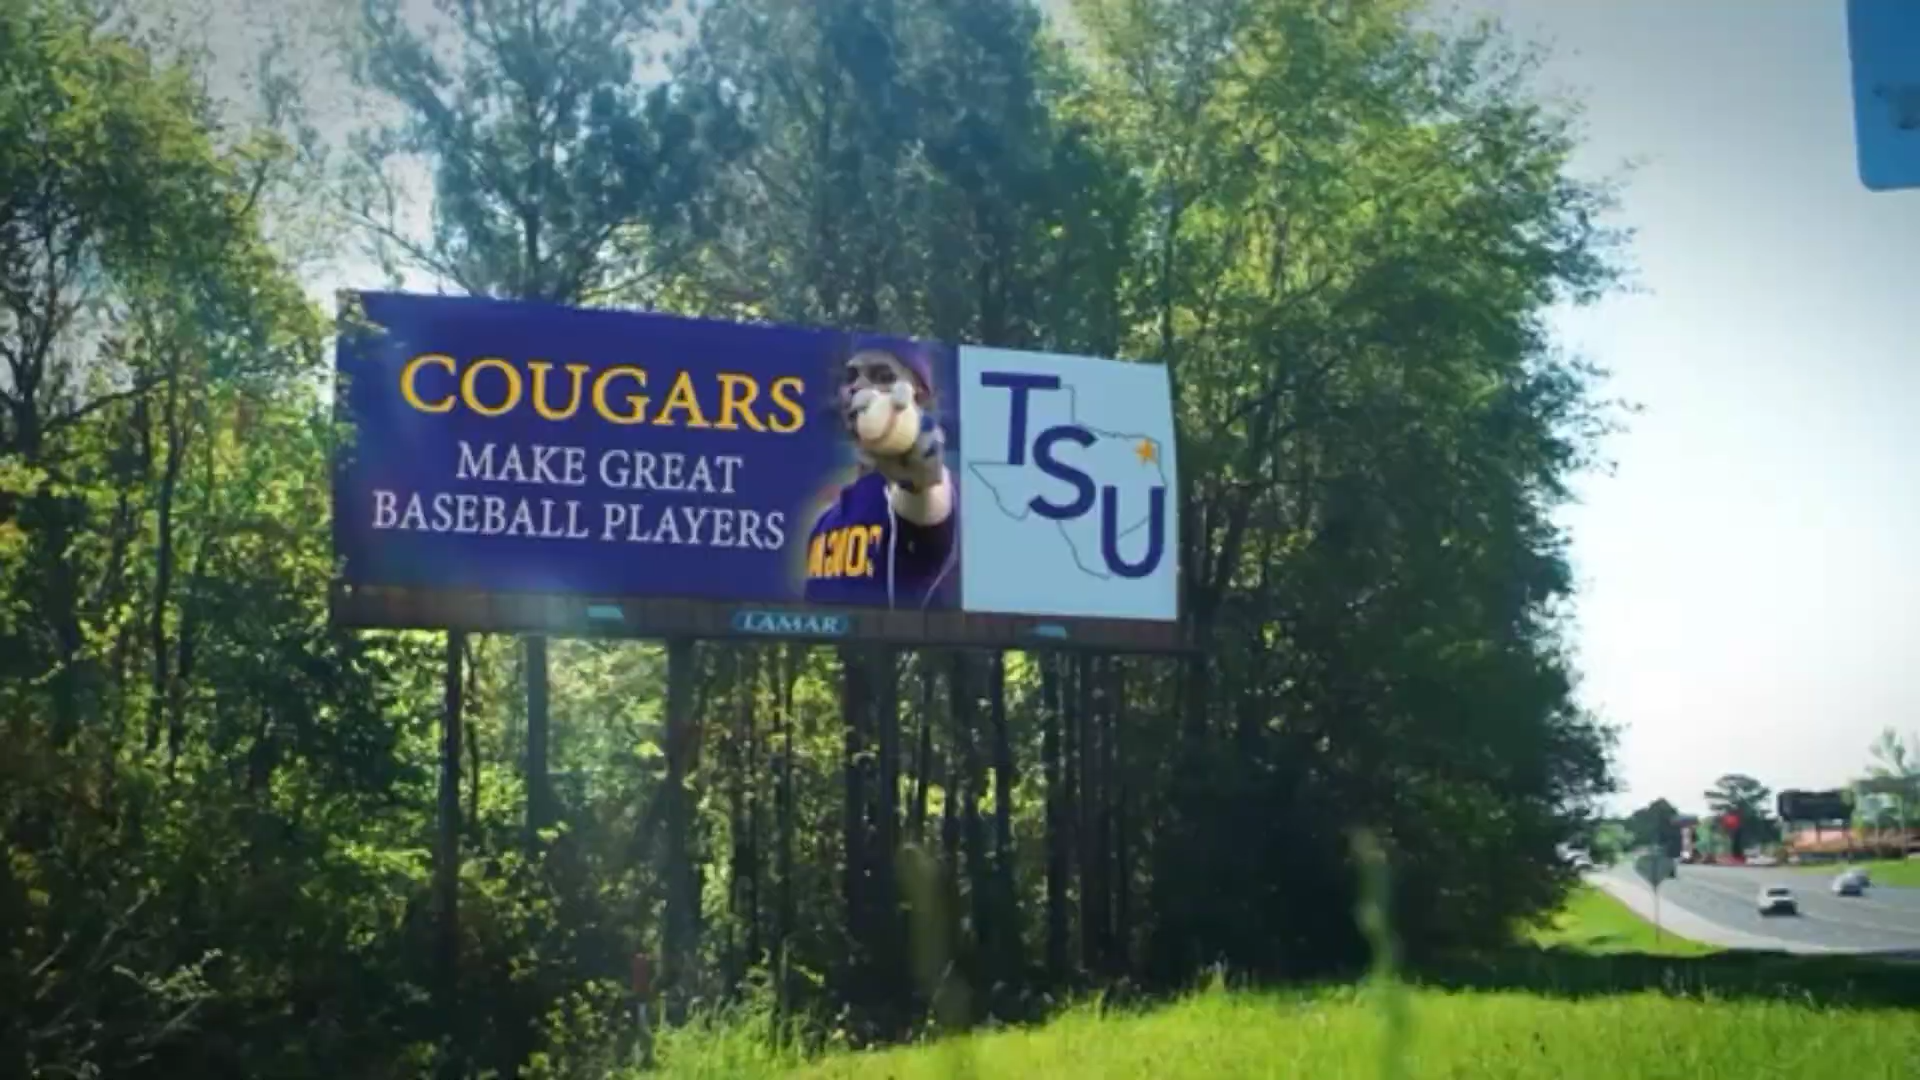 COUGARS
MAKE GREAT
BASEBALL PLAYERS
TSU
LAMAR